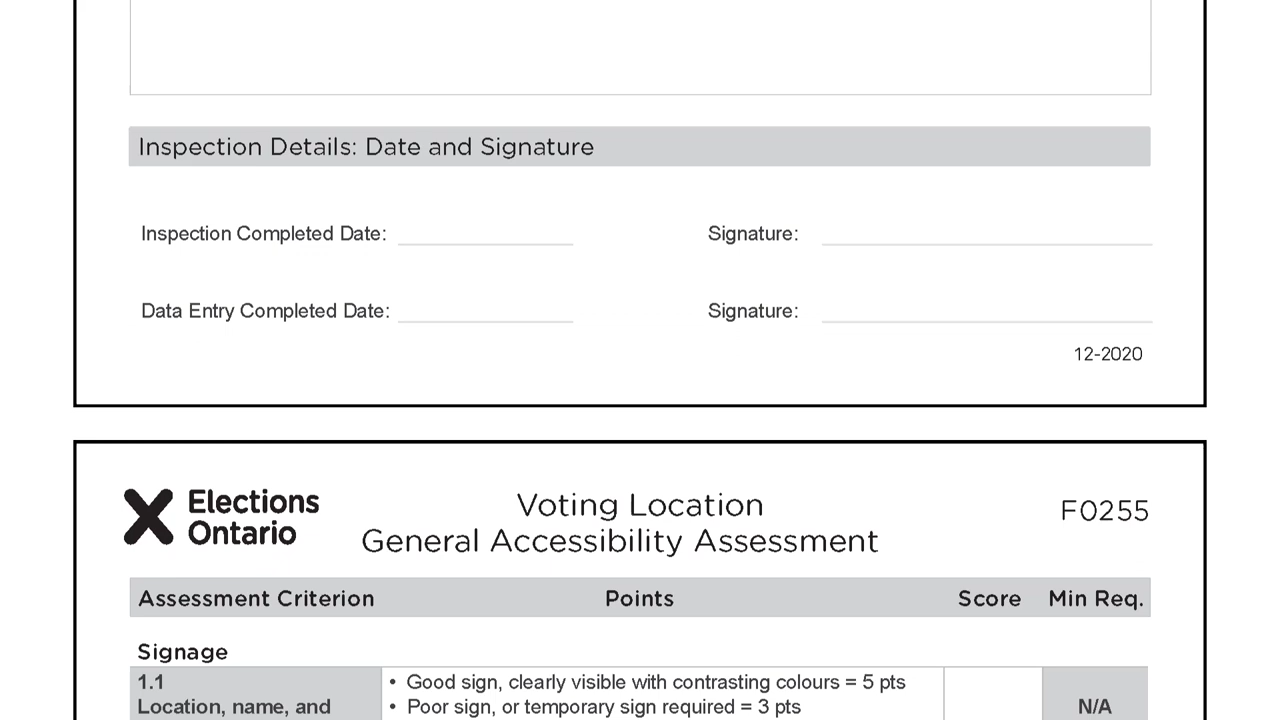 Inspection Details: Date and Signature
Inspection Completed Date: Signature:
Data Entry Completed Date: Signature:
12-2020
Elections
Ontario
Voting Location
General Accessibility Assessment
F0255
Assessment Criterion Points Score Min Req.
Signage
1.1
Location, name, and
• Good sign, clearly visible with contrasting colours = 5 pts
• Poor sign, or temporary sign required = 3 pts
N/A